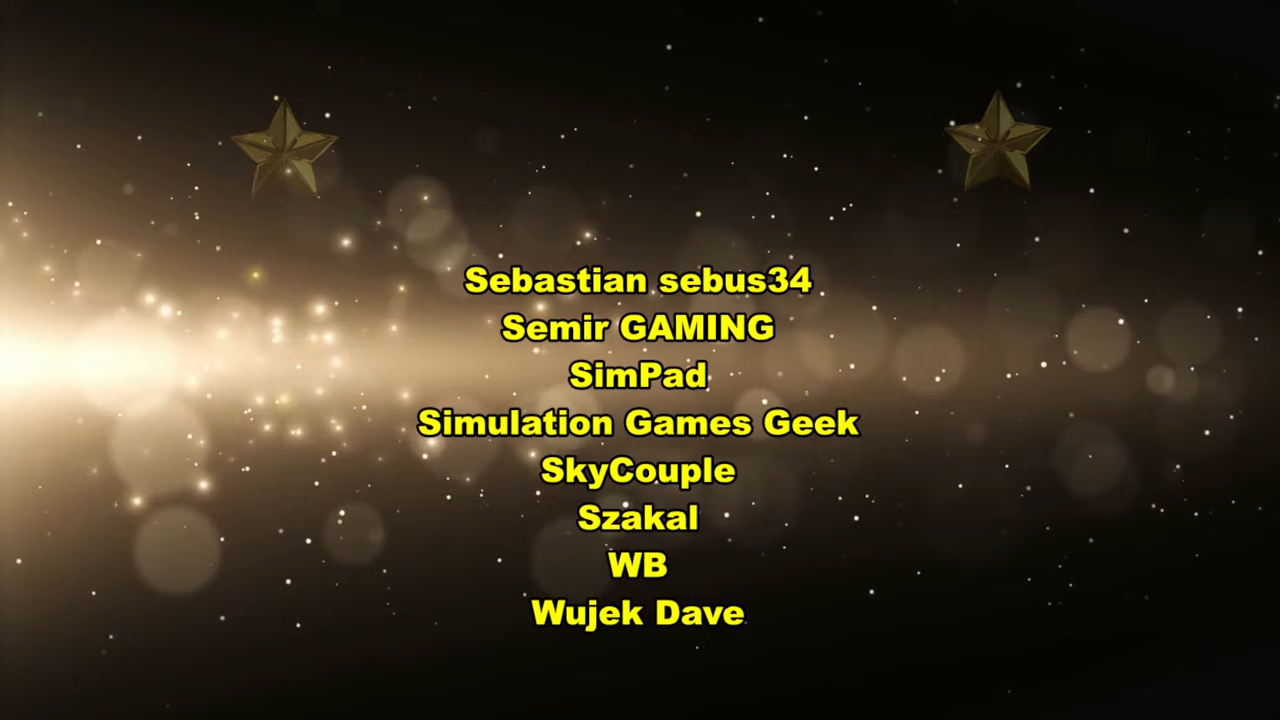 Sebastian sebus34
Semir GAMING
SimPad
Simulation Games Geek
SkyCouple
Szakal
WB
Wujek Dave